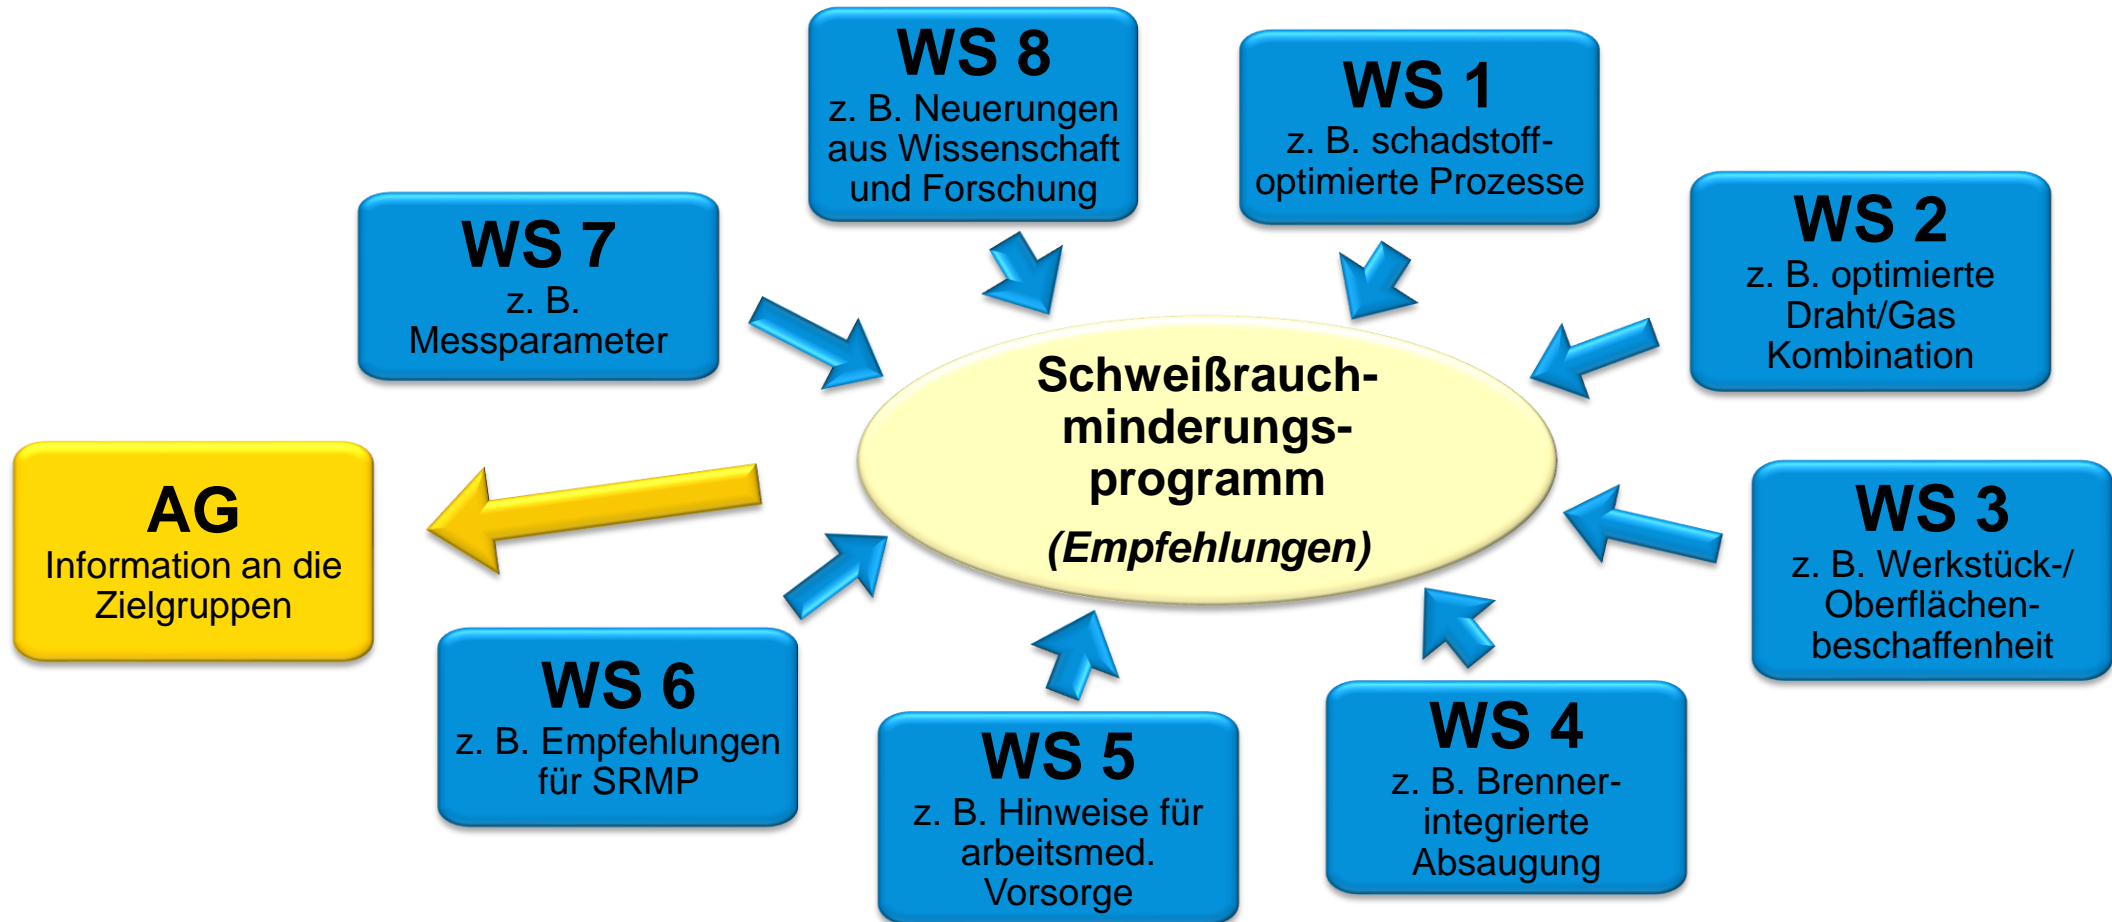 WS 8
z. B. Neuerungen
aus Wissenschaft
und Forschung
WS 1
z. B. schadstoff-
optimierte Prozesse
WS 2
z. B. optimierte
Draht/Gas
Kombination
WS 7
z. B.
Messparameter
Schweißrauch-
minderungs-
programm
(Empfehlungen)
AG
Information an die
Zielgruppen
WS 3
z. B. Werkstück-/
Oberflächen-
beschaffenheit
WS 6
z. B. Empfehlungen
für SRMP
WS 5
z. B. Hinweise für
arbeitsmed.
Vorsorge
WS 4
z. B. Brenner-
integrierte
Absaugung